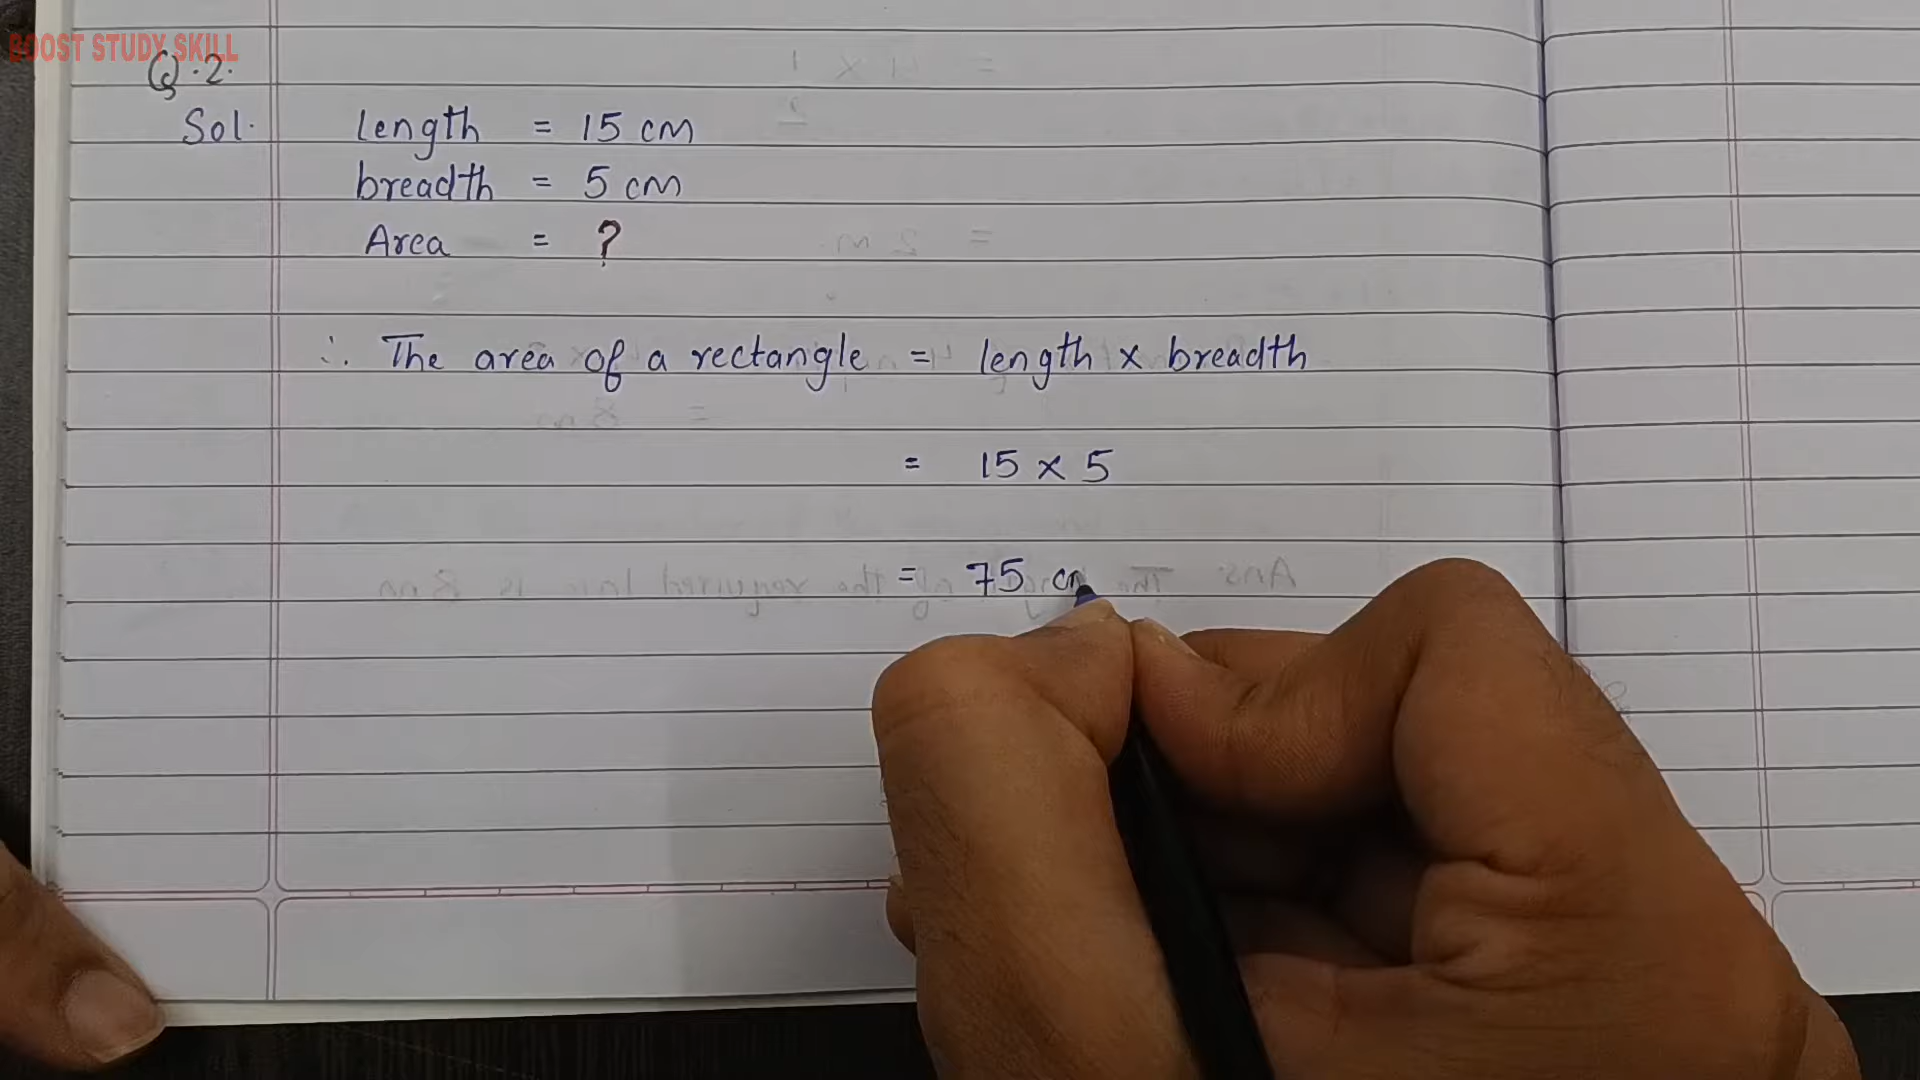 BOOST STUDY SKILL
Q.2.
Sol. length = 15 cm
breadth = 5 cm
Area = ?
∴ The area of a rectangle = length × breadth
= 15 × 5
= 75 cm